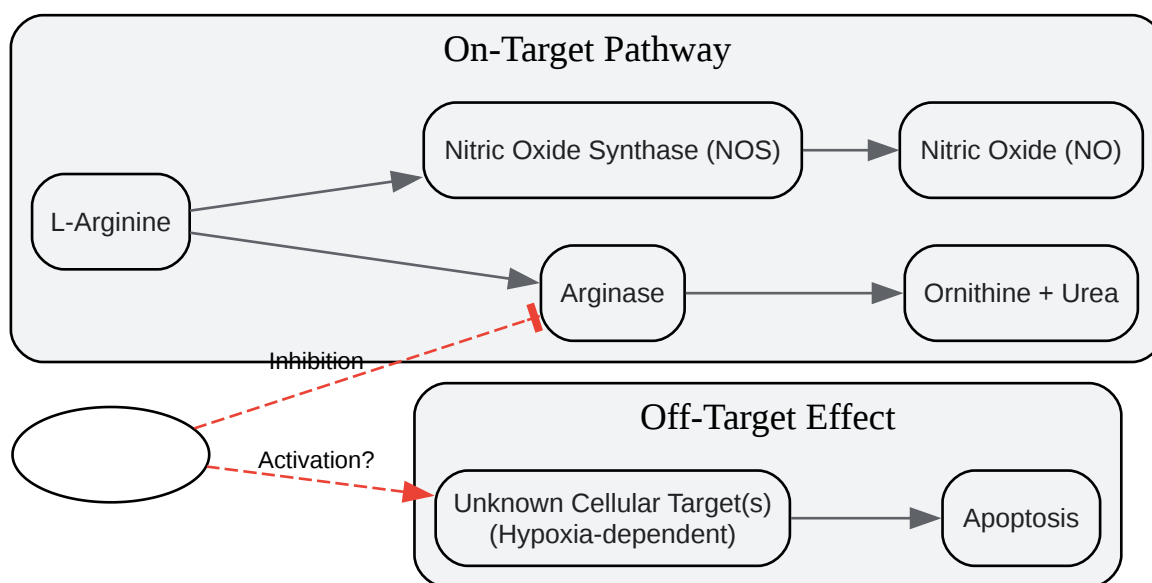 On-Target Pathway
Nitric Oxide Synthase (NOS)
Nitric Oxide (NO)
L-Arginine
Arginase
Ornithine + Urea
Inhibition
Off-Target Effect
Activation?
Unknown Cellular Target(s)
(Hypoxia-dependent)
Apoptosis